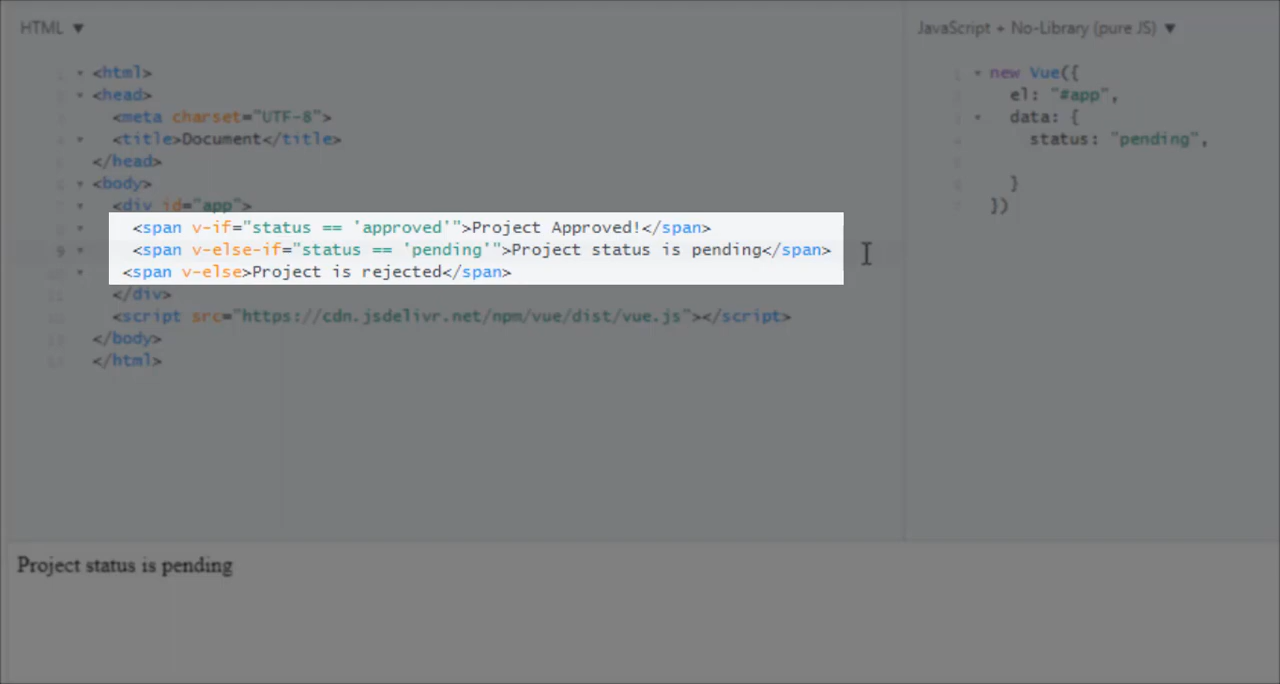 HTML ▼
<html>
<head>
<meta charset="UTF-8">
<title>Document</title>
</head>
<body>
<div id="app">
<span v-if="status == 'approved'">Project Approved!</span>
9 <span v-else-if="status == 'pending'">Project status is pending</span>
<span v-else>Project is rejected</span>
</div>
<script src="https://cdn.jsdelivr.net/npm/vue/dist/vue.js"></script>
</body>
</html>
JavaScript + No-Library (pure JS) ▼
new Vue({
el: "#app",
data: {
status: "pending",
}
})
Project status is pending